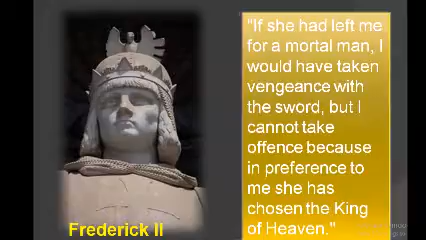 "If she had left me
for a mortal man, I
would have taken
vengeance with
the sword, but I
cannot take
offence because
in preference to
me she has
chosen the King
of Heaven."
Frederick II